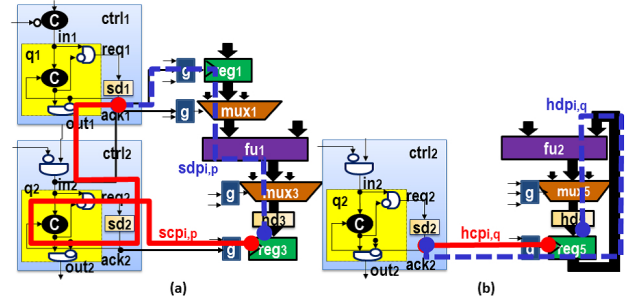 C
ctrl1
in1
q1
req1
C
sd1
g
reg1
out1
ack1
g
mux1
fu1
sdpi,p
ctrl2
in2
q2
req2
C
sd2
out2
ack2
g
mux3
hd3
scpi,p
g
reg3
(a)
ctrl2
in2
q2
req2
C
sd2
out2
ack2
hdpi,q
fu2
g
mux5
hcpi,q
reg5
(b)